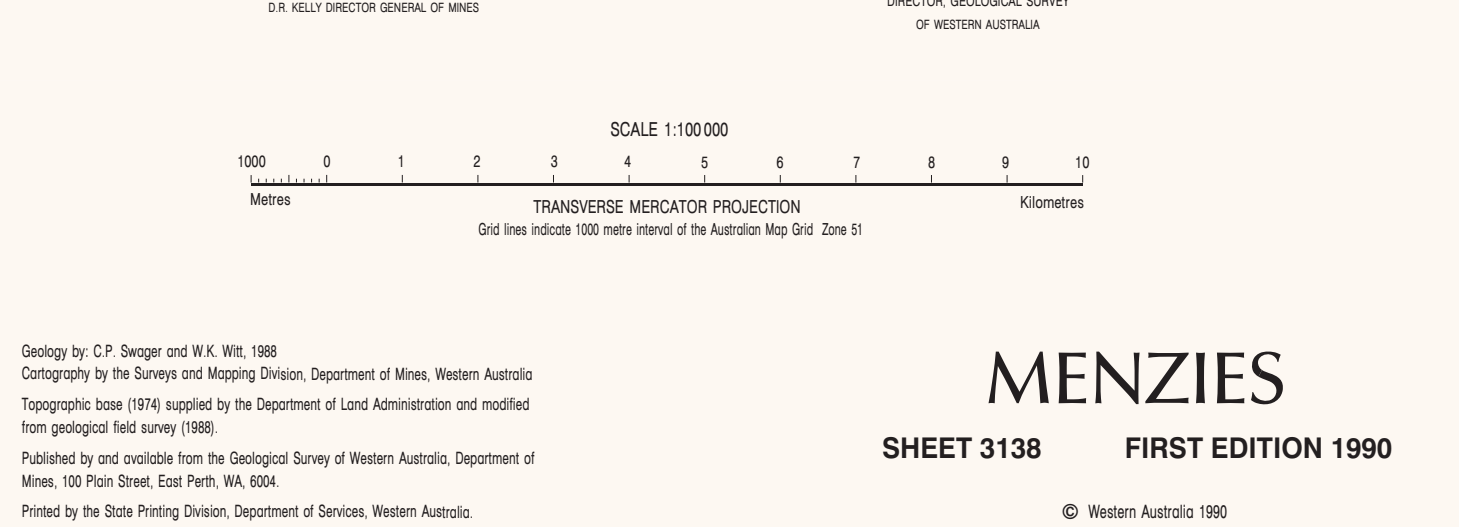 D.R. KELLY DIRECTOR GENERAL OF MINES
DIRECTOR, GEOLOGICAL SURVEY
OF WESTERN AUSTRALIA
SCALE 1:100 000
1000 0 1 2 3 4 5 6 7 8 9 10
Metres Kilometres
TRANSVERSE MERCATOR PROJECTION
Grid lines indicate 1000 metre interval of the Australian Map Grid Zone 51
Geology by: C.P. Swager and W.K. Witt, 1988
Cartography by the Surveys and Mapping Division, Department of Mines, Western Australia
Topographic base (1974) supplied by the Department of Land Administration and modified
from geological field survey (1988).
Published by and available from the Geological Survey of Western Australia, Department of
Mines, 100 Plain Street, East Perth, WA, 6004.
Printed by the State Printing Division, Department of Services, Western Australia.
MENZIES
SHEET 3138 FIRST EDITION 1990
© Western Australia 1990